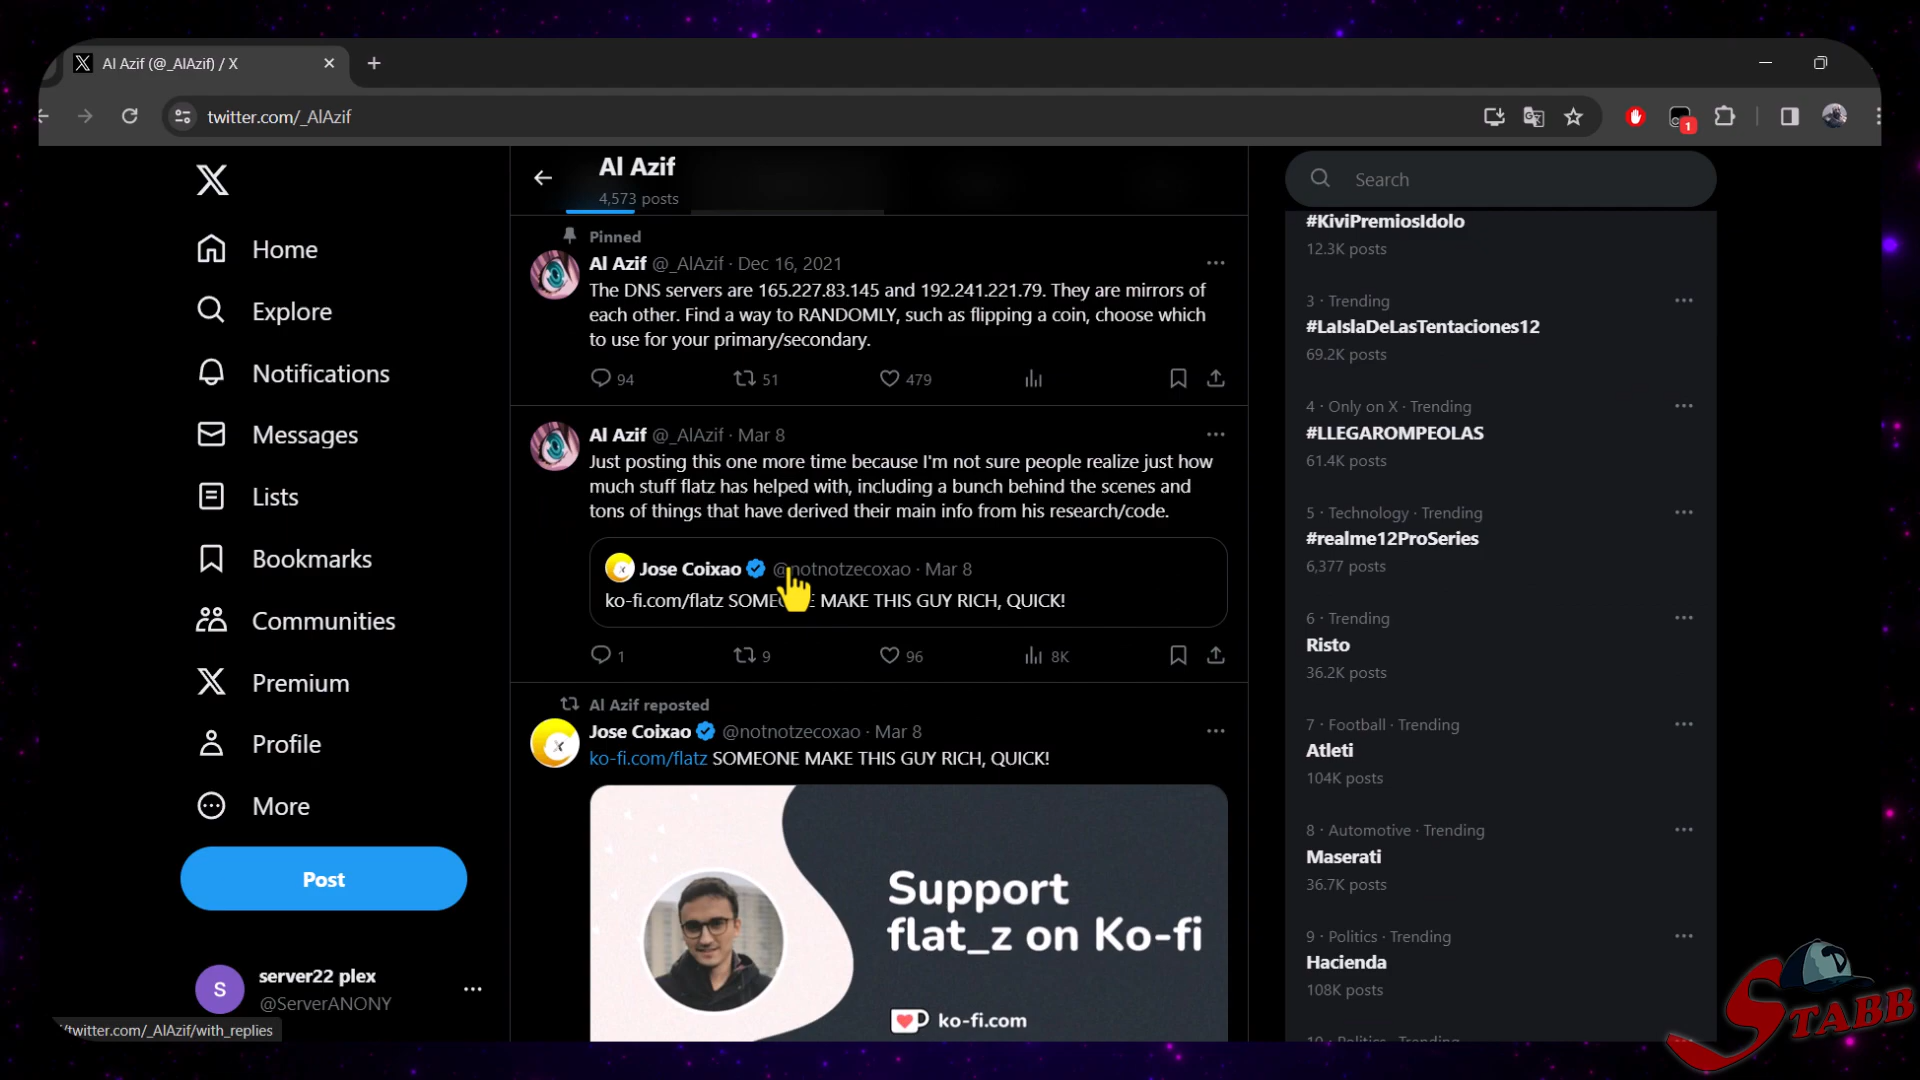 Al Azif (@_AlAzif) / X
twitter.com/_AlAzif
1
Home
Explore
Notifications
Messages
Lists
Bookmarks
Communities
Premium
Profile
More
Post
server22 plex
@ServerANONY
S
/twitter.com/_AlAzif/with_replies
Al Azif
4,573 posts
Pinned
Al Azif @_AlAzif · Dec 16, 2021
The DNS servers are 165.227.83.145 and 192.241.221.79. They are mirrors of
each other. Find a way to RANDOMLY, such as flipping a coin, choose which
to use for your primary/secondary.
94 51 479
Al Azif @_AlAzif · Mar 8
Just posting this one more time because I'm not sure people realize just how
much stuff flatz has helped with, including a bunch behind the scenes and
tons of things that have derived their main info from his research/code.
Jose Coixao @notnotzecoxao · Mar 8
ko-fi.com/flatz SOMEONE MAKE THIS GUY RICH, QUICK!
1 9 96 8K
Al Azif reposted
Jose Coixao @notnotzecoxao · Mar 8
ko-fi.com/flatz SOMEONE MAKE THIS GUY RICH, QUICK!
Support
flat_z on Ko-fi
ko-fi.com
Search
#KiviPremiosIdolo
12.3K posts
3 · Trending
#LaIslaDeLasTentaciones12
69.2K posts
4 · Only on X · Trending
#LLEGAROMPEOLAS
61.4K posts
5 · Technology · Trending
#realme12ProSeries
6,377 posts
6 · Trending
Risto
36.2K posts
7 · Football · Trending
Atleti
104K posts
8 · Automotive · Trending
Maserati
36.7K posts
9 · Politics · Trending
Hacienda
108K posts
10 · Politics · Trending
STABB